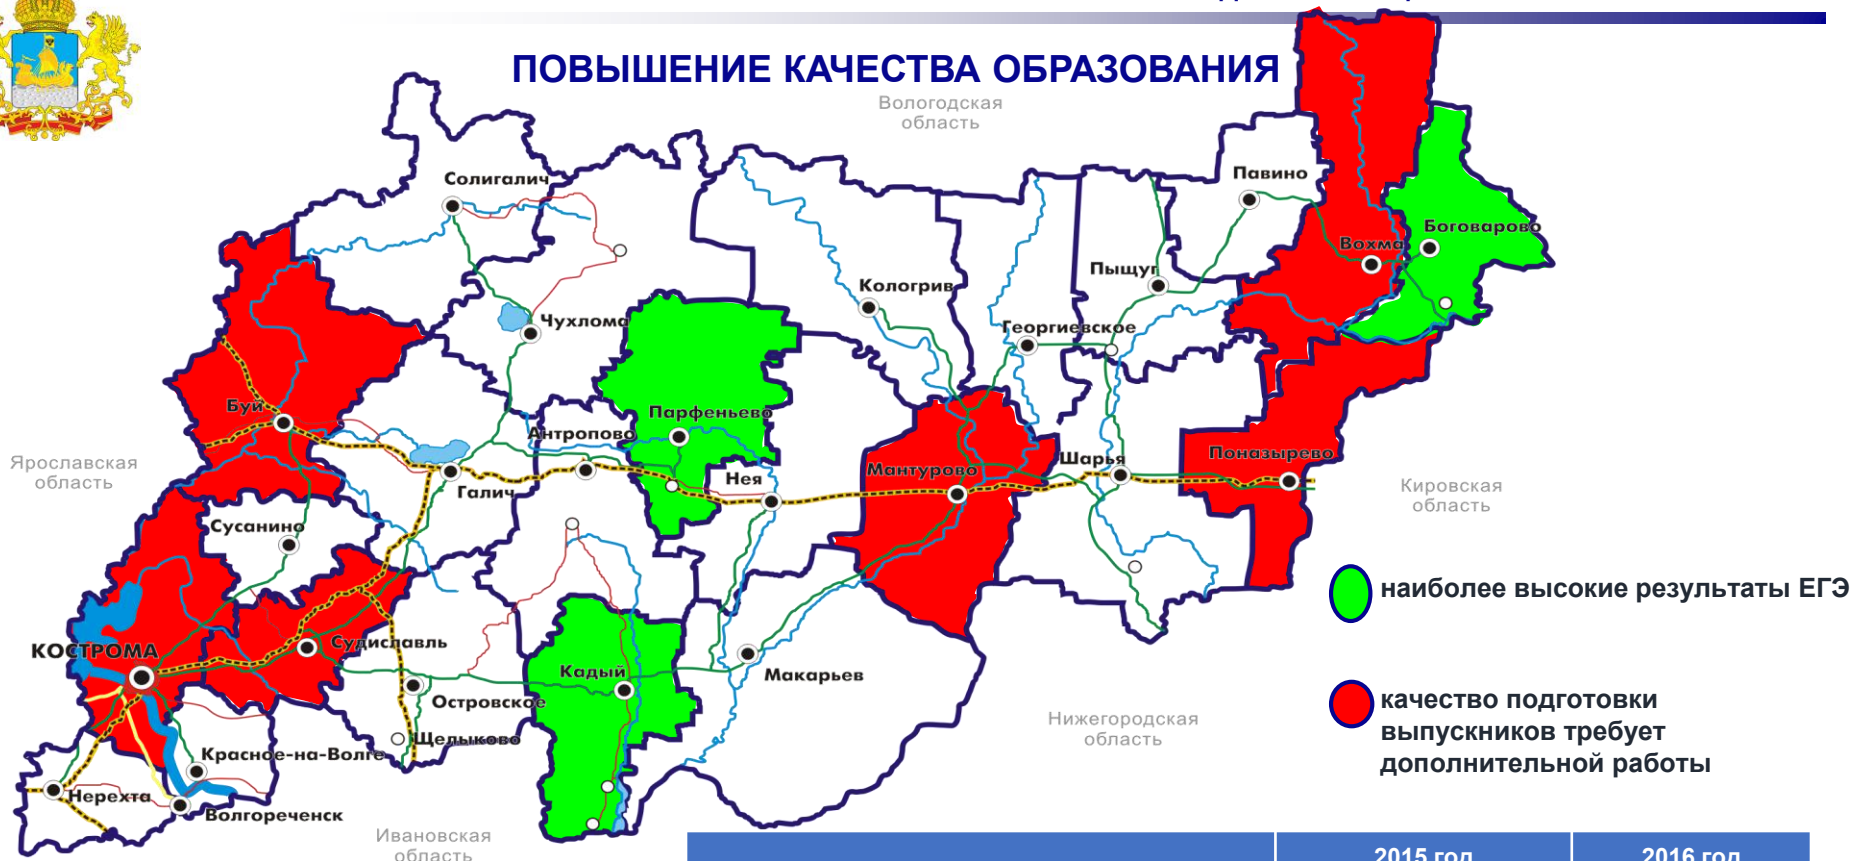 ПОВЫШЕНИЕ КАЧЕСТВА ОБРАЗОВАНИЯ
Вологодская
область
Солигалич
Павино
Боговарово
Вохма
Пыщуг
Кологрив
Чухлома
Георгиевское
Буй
Парфеньево
Антропово
Ярославская
область
Галич
Нея
Мантурово
Шарья
Поназырево
Кировская
область
Сусанино
наиболее высокие результаты ЕГЭ
КОСТРОМА
Судиславль
Кадый
Макарьев
Островское
качество подготовки
выпускников требует
дополнительной работы
Нижегородская
область
Щелыково
Красное-на-Волге
Нерехта
Волгореченск
Ивановская
область
2015 год
2016 год